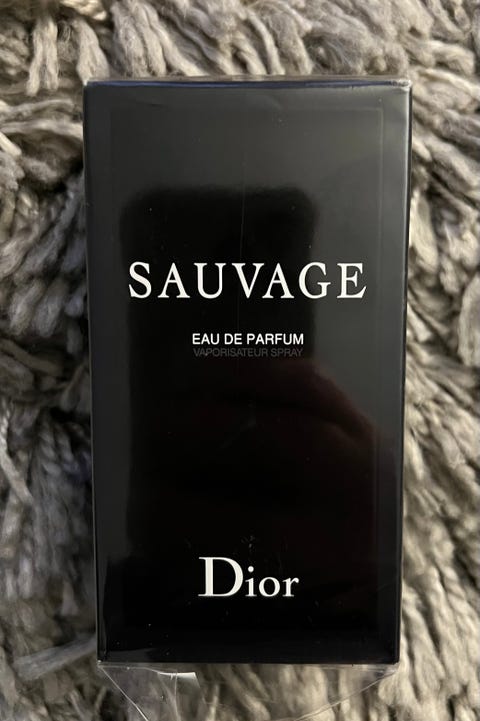 SAUVAGE
EAU DE PARFUM
VAPORISATEUR SPRAY
Dior